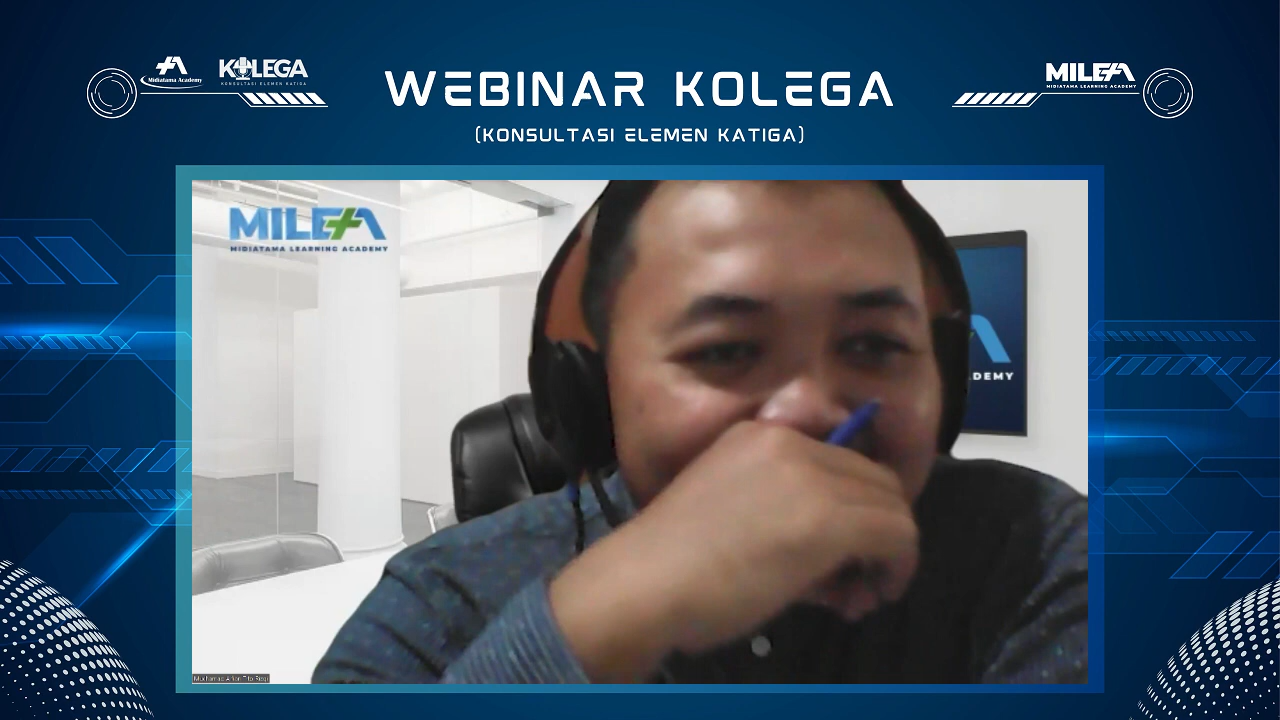 Midiatama Academy
KOLEGA
KONSULTASI ELEMEN KATIGA
WEBINAR KOLEGA
(KONSULTASI ELEMEN KATIGA)
MILEA
MIDIATAMA LEARNING ACADEMY
MILEA
MIDIATAMA LEARNING ACADEMY
DEMY